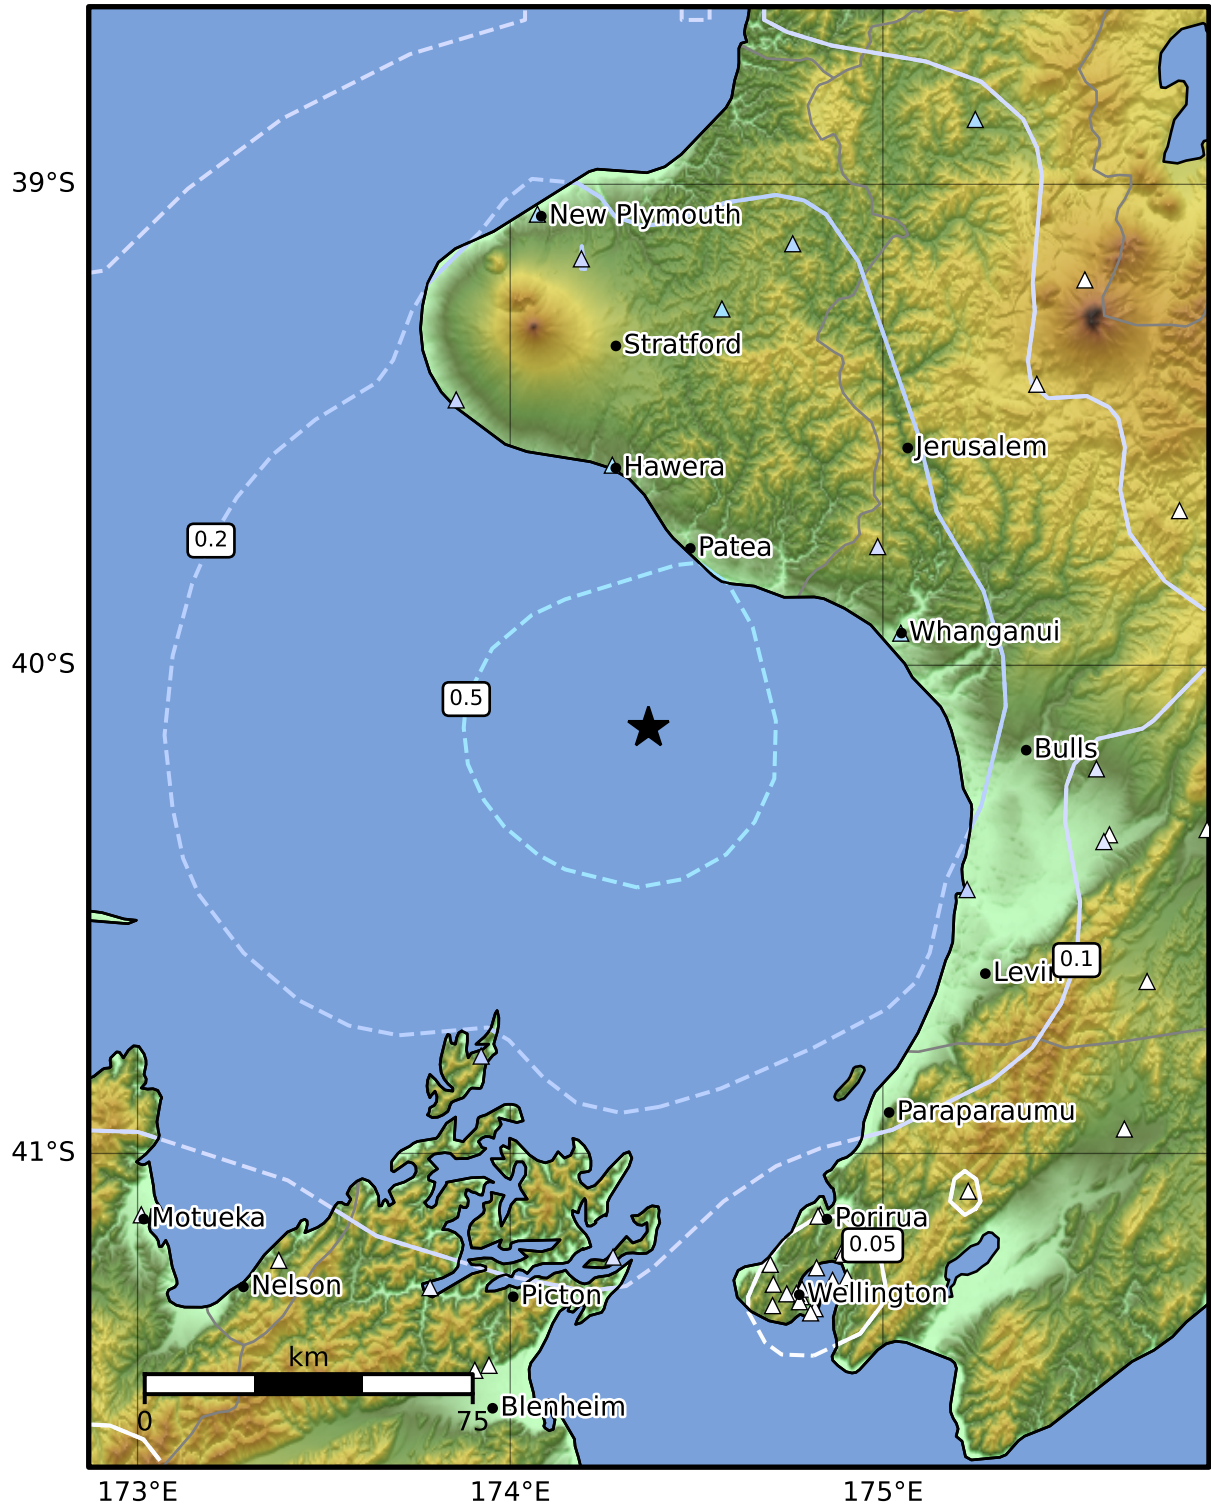 39°S
New Plymouth
Stratford
Jerusalem
Hawera
0.2
Patea
Whanganui
40°S
0.5
Bulls
0.1
Levin
Paraparaumu
41°S
Motueka
Porirua
0.05
Nelson
Picton
Wellington
km
0
75
Blenheim
173°E
174°E
175°E